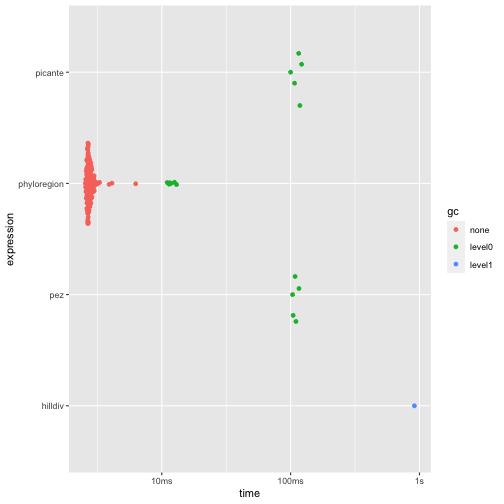 picante
phyloregion
pez
hilldiv
expression
10ms
100ms
1s
time
gc
none
level0
level1